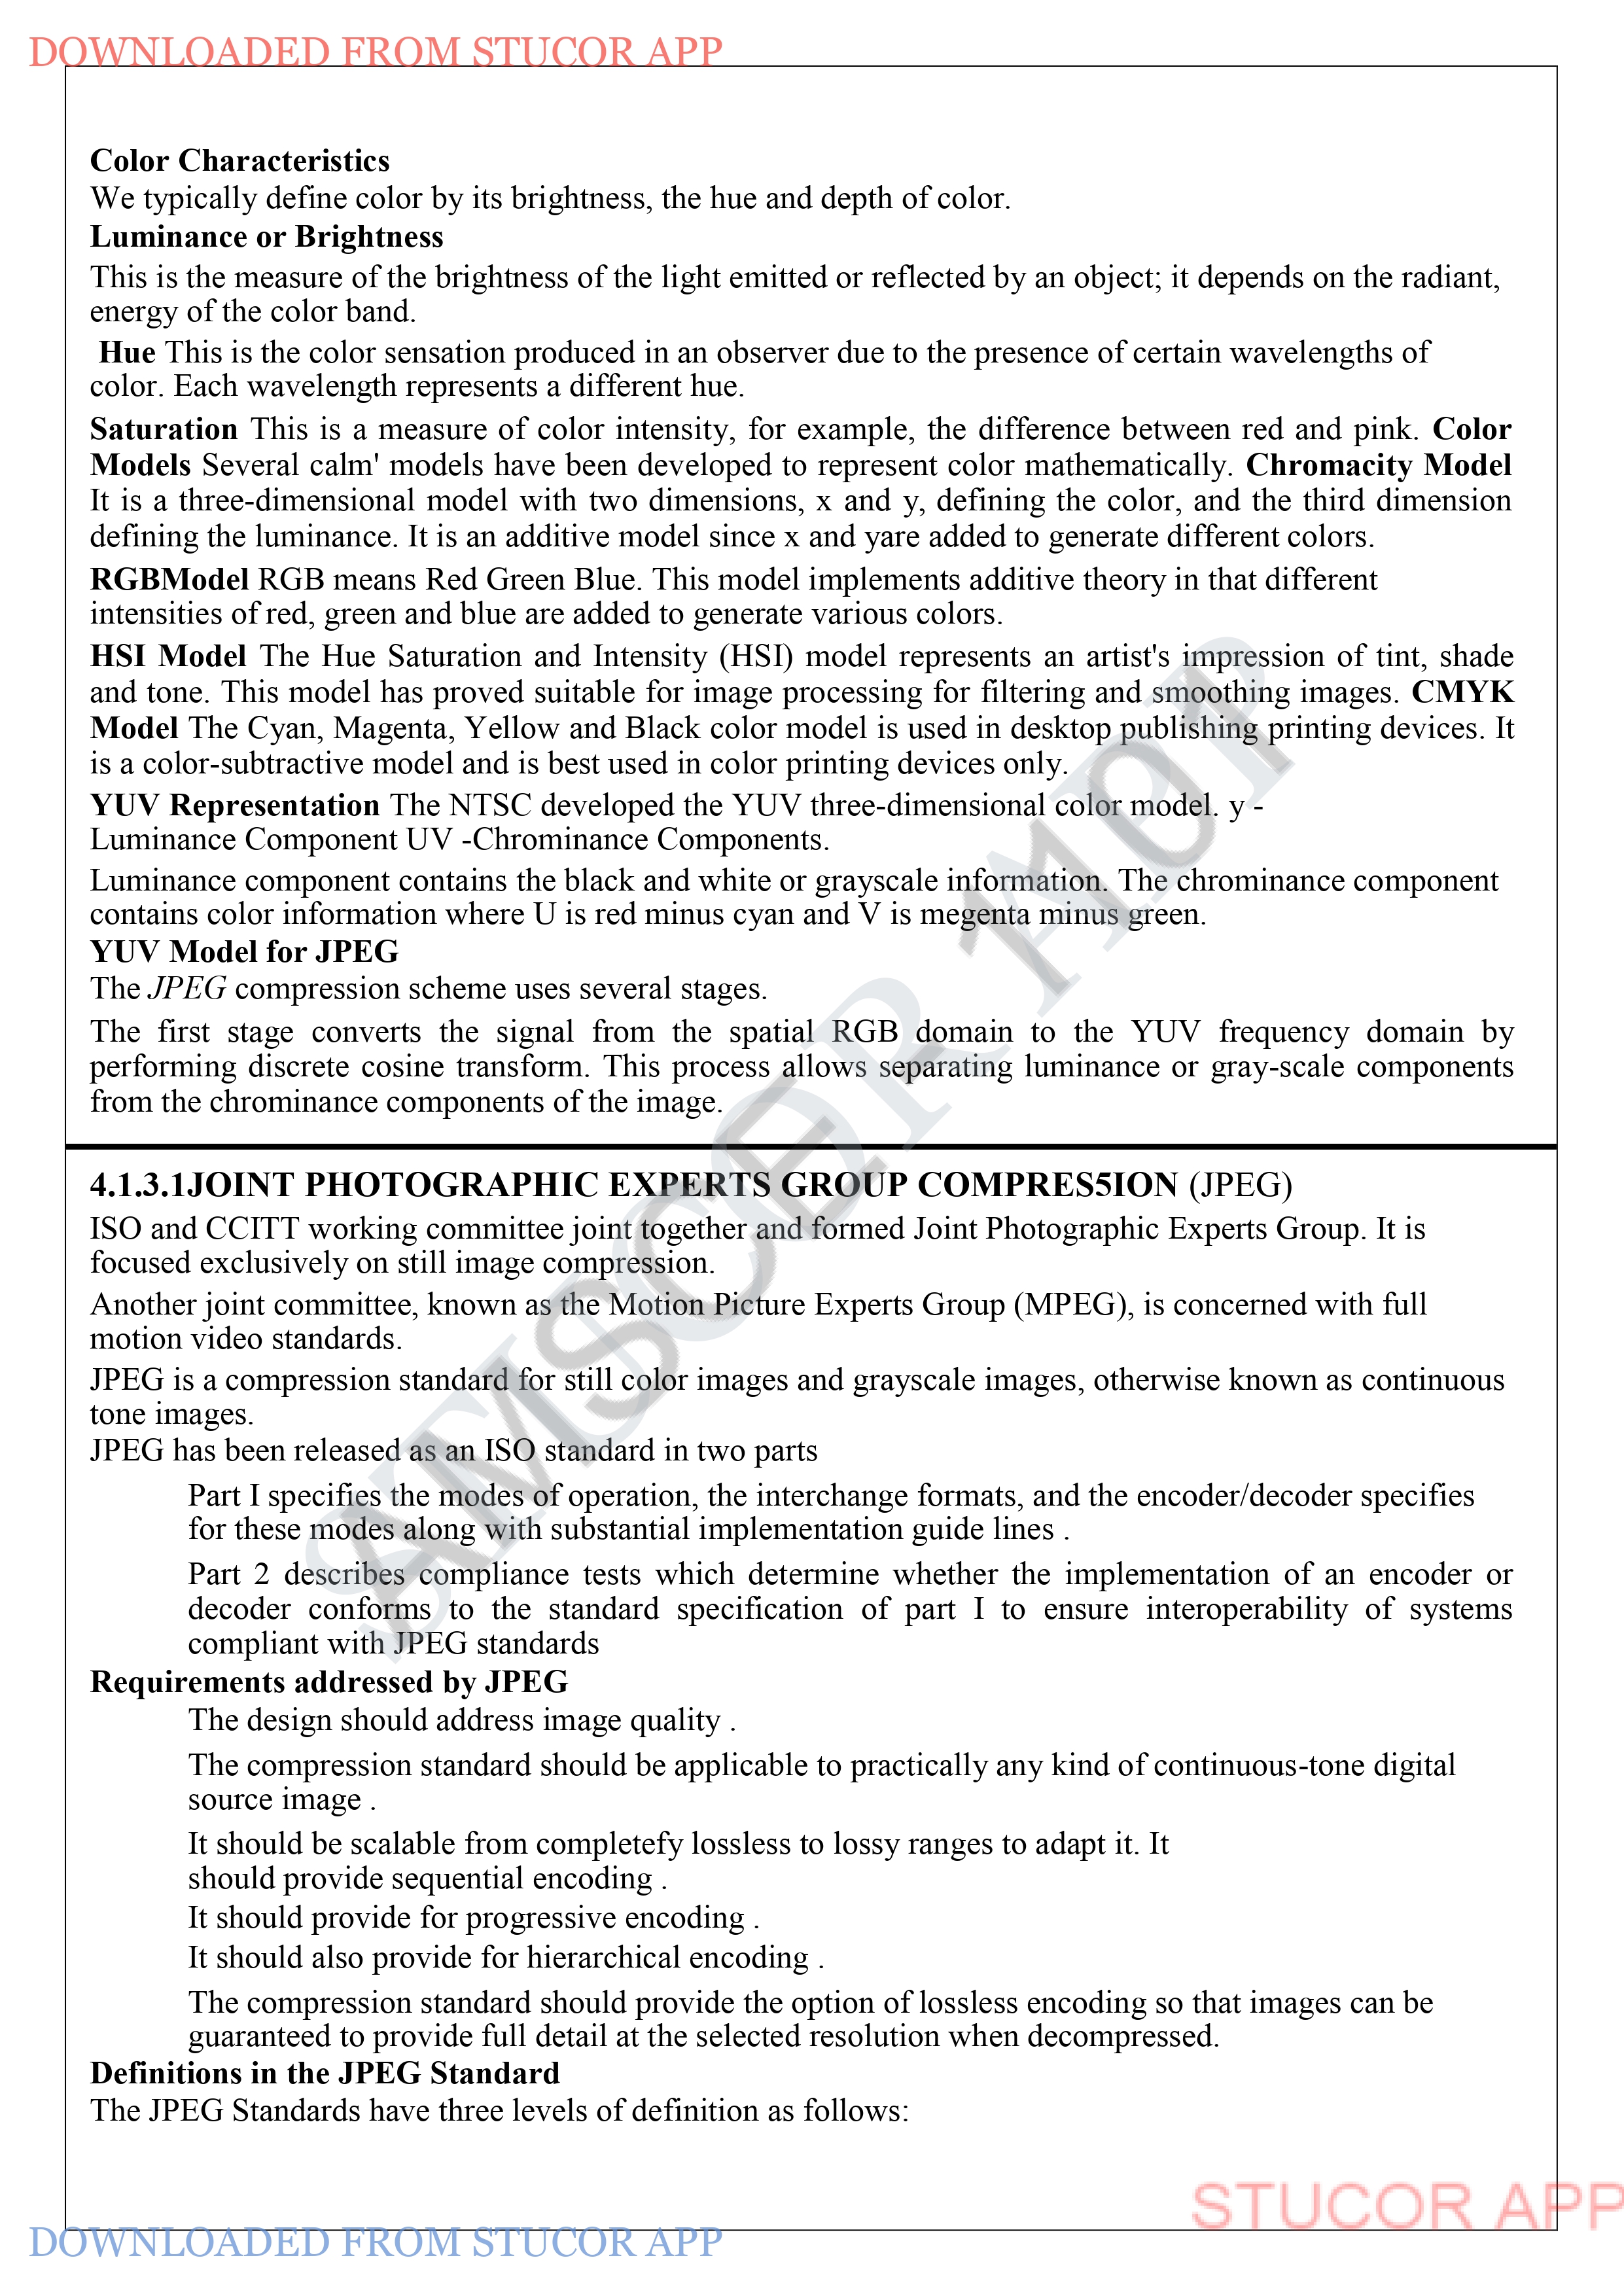 DOWNLOADED FROM STUCOR APP
Color Characteristics
We typically define color by its brightness, the hue and depth of color.
Luminance or Brightness
This is the measure of the brightness of the light emitted or reflected by an object; it depends on the radiant,
energy of the color band.
Hue This is the color sensation produced in an observer due to the presence of certain wavelengths of
color. Each wavelength represents a different hue.
Saturation This is a measure of color intensity, for example, the difference between red and pink. Color
Models Several calm' models have been developed to represent color mathematically. Chromacity Model
It is a three-dimensional model with two dimensions, x and y, defining the color, and the third dimension
defining the luminance. It is an additive model since x and yare added to generate different colors.
RGBModel RGB means Red Green Blue. This model implements additive theory in that different
intensities of red, green and blue are added to generate various colors.
HSI Model The Hue Saturation and Intensity (HSI) model represents an artist's impression of tint, shade
and tone. This model has proved suitable for image processing for filtering and smoothing images. CMYK
Model The Cyan, Magenta, Yellow and Black color model is used in desktop publishing printing devices. It
is a color-subtractive model and is best used in color printing devices only.
YUV Representation The NTSC developed the YUV three-dimensional color model. y -
Luminance Component UV -Chrominance Components.
Luminance component contains the black and white or grayscale information. The chrominance component
contains color information where U is red minus cyan and V is megenta minus green.
YUV Model for JPEG
The JPEG compression scheme uses several stages.
The first stage converts the signal from the spatial RGB domain to the YUV frequency domain by
performing discrete cosine transform. This process allows separating luminance or gray-scale components
from the chrominance components of the image.
4.1.3.1JOINT PHOTOGRAPHIC EXPERTS GROUP COMPRES5ION (JPEG)
ISO and CCITT working committee joint together and formed Joint Photographic Experts Group. It is
focused exclusively on still image compression.
Another joint committee, known as the Motion Picture Experts Group (MPEG), is concerned with full
motion video standards.
JPEG is a compression standard for still color images and grayscale images, otherwise known as continuous
tone images.
JPEG has been released as an ISO standard in two parts
Part I specifies the modes of operation, the interchange formats, and the encoder/decoder specifies
for these modes along with substantial implementation guide lines .
Part 2 describes compliance tests which determine whether the implementation of an encoder or
decoder conforms to the standard specification of part I to ensure interoperability of systems
compliant with JPEG standards
Requirements addressed by JPEG
The design should address image quality .
The compression standard should be applicable to practically any kind of continuous-tone digital
source image .
It should be scalable from completefy lossless to lossy ranges to adapt it. It
should provide sequential encoding .
It should provide for progressive encoding .
It should also provide for hierarchical encoding .
The compression standard should provide the option of lossless encoding so that images can be
guaranteed to provide full detail at the selected resolution when decompressed.
Definitions in the JPEG Standard
The JPEG Standards have three levels of definition as follows:
AMSCE 1101
STUCOR APP
STUCOR APP
DOWNLOADED FROM STUCOR APP